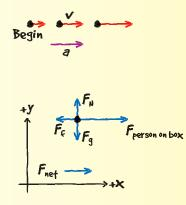 v
Begin
a
+y
F_N
F_f
F_g
F_person on box
F_net
+x